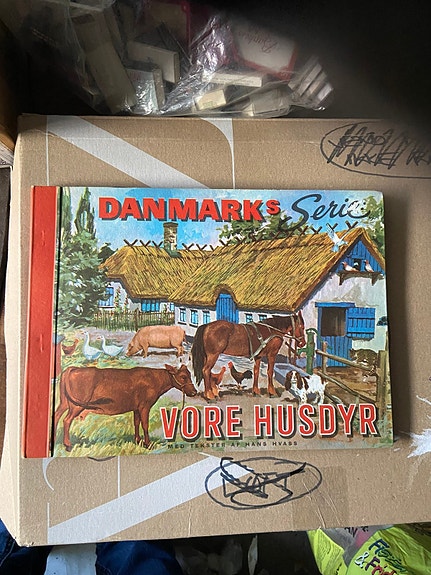 DANMARKs Serie
VORE HUSDYR
MED TEKSTER AF HANS HVASS